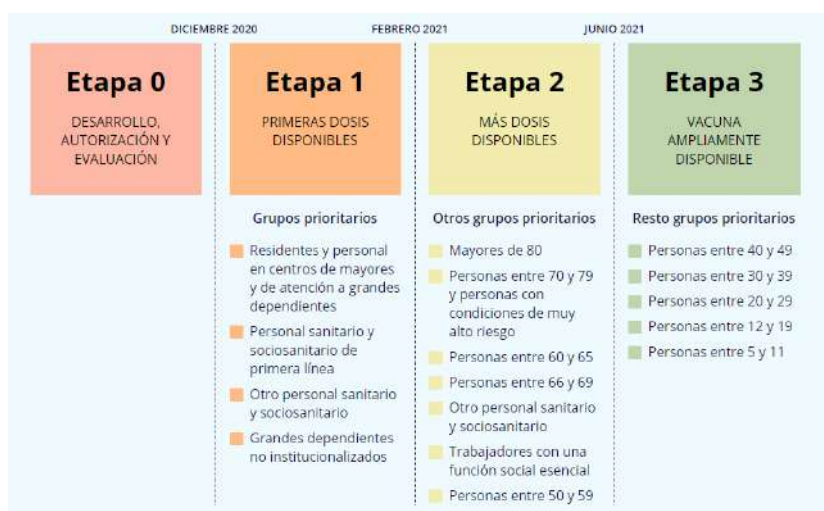 DICIEMBRE 2020
FEBRERO 2021
JUNIO 2021
Etapa 0
DESARROLLO,
AUTORIZACIÓN Y
EVALUACIÓN
Etapa 1
PRIMERAS DOSIS
DISPONIBLES
Grupos prioritarios
Residentes y personal
en centros de mayores
y de atención a grandes
dependientes
Personal sanitario y
sociosanitario de
primera línea
Otro personal sanitario
y sociosanitario
Grandes dependientes
no institucionalizados
Etapa 2
MÁS DOSIS
DISPONIBLES
Otros grupos prioritarios
Mayores de 80
Personas entre 70 y 79
y personas con
condiciones de muy
alto riesgo
Personas entre 60 y 65
Personas entre 66 y 69
Otro personal sanitario
y sociosanitario
Trabajadores con una
función social esencial
Personas entre 50 y 59
Etapa 3
VACUNA
AMPLIAMENTE
DISPONIBLE
Resto grupos prioritarios
Personas entre 40 y 49
Personas entre 30 y 39
Personas entre 20 y 29
Personas entre 12 y 19
Personas entre 5 y 11